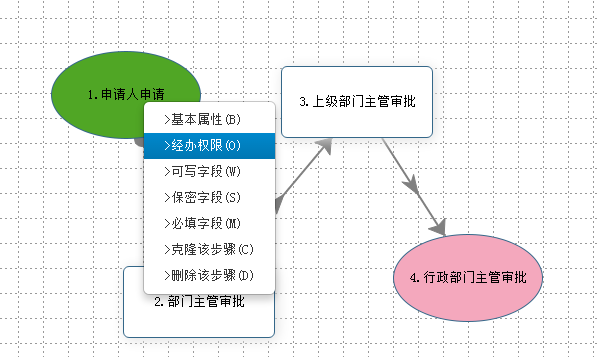 1.申请人申请
3.上级部门主管审批
>基本属性(B)
>经办权限(O)
>可写字段(W)
>保密字段(S)
>必填字段(M)
>克隆该步骤(C)
>删除该步骤(D)
4.行政部门主管审批
2.部门主管审批